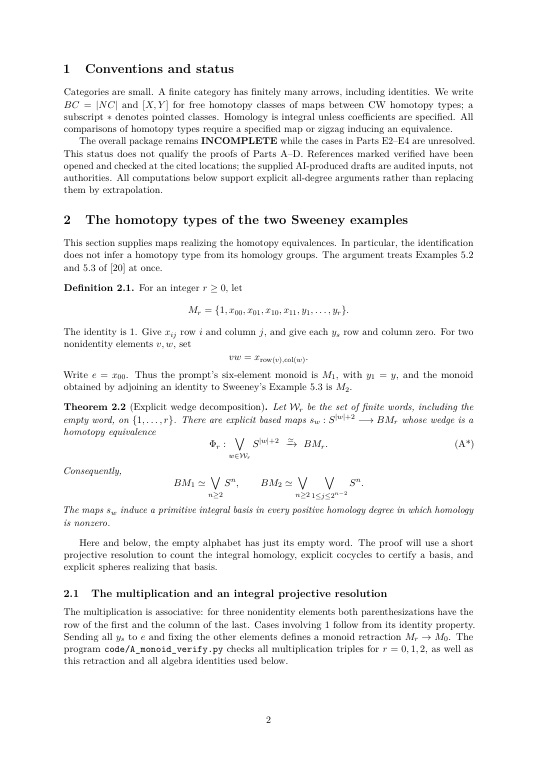 1 Conventions and status
Categories are small. A finite category has finitely many arrows, including identities. We write
BC = |NC| and [X, Y] for free homotopy classes of maps between CW homotopy types; a
subscript ∗ denotes pointed classes. Homology is integral unless coefficients are specified. All
comparisons of homotopy types require a specified map or zigzag inducing an equivalence.
The overall package remains INCOMPLETE while the cases in Parts E2–E4 are unresolved.
This status does not qualify the proofs of Parts A–D. References marked verified have been
opened and checked at the cited locations; the supplied AI-produced drafts are audited inputs, not
authorities. All computations below support explicit all-degree arguments rather than replacing
them by extrapolation.
2 The homotopy types of the two Sweeney examples
This section supplies maps realizing the homotopy equivalences. In particular, the identification
does not infer a homotopy type from its homology groups. The argument treats Examples 5.2
and 5.3 of [20] at once.
Definition 2.1. For an integer r ≥ 0, let
M_r = {1, x_{00}, x_{01}, x_{10}, x_{11}, y_1, . . . , y_r}.
The identity is 1. Give x_{ij} row i and column j, and give each y_s row and column zero. For two
nonidentity elements v, w, set
vw = x_{row(v),col(w)}.
Write e = x_{00}. Thus the prompt's six-element monoid is M_1, with y_1 = y, and the monoid
obtained by adjoining an identity to Sweeney's Example 5.3 is M_2.
Theorem 2.2 (Explicit wedge decomposition). Let W_r be the set of finite words, including the
empty word, on {1, . . . , r}. There are explicit based maps s_w : S^{|w|+2} ⟶ BM_r whose wedge is a
homotopy equivalence
Φ_r : ⋁_{w∈W_r} S^{|w|+2} ≃→ BM_r. (A*)
Consequently,
BM_1 ≃ ⋁_{n≥2} S^n, BM_2 ≃ ⋁_{n≥2} ⋁_{1≤j≤2^{n−2}} S^n.
The maps s_w induce a primitive integral basis in every positive homology degree in which homology
is nonzero.
Here and below, the empty alphabet has just its empty word. The proof will use a short
projective resolution to count the integral homology, explicit cocycles to certify a basis, and
explicit spheres realizing that basis.
2.1 The multiplication and an integral projective resolution
The multiplication is associative: for three nonidentity elements both parenthesizations have the
row of the first and the column of the last. Cases involving 1 follow from its identity property.
Sending all y_s to e and fixing the other elements defines a monoid retraction M_r → M_0. The
program code/A_monoid_verify.py checks all multiplication triples for r = 0, 1, 2, as well as
this retraction and all algebra identities used below.
2